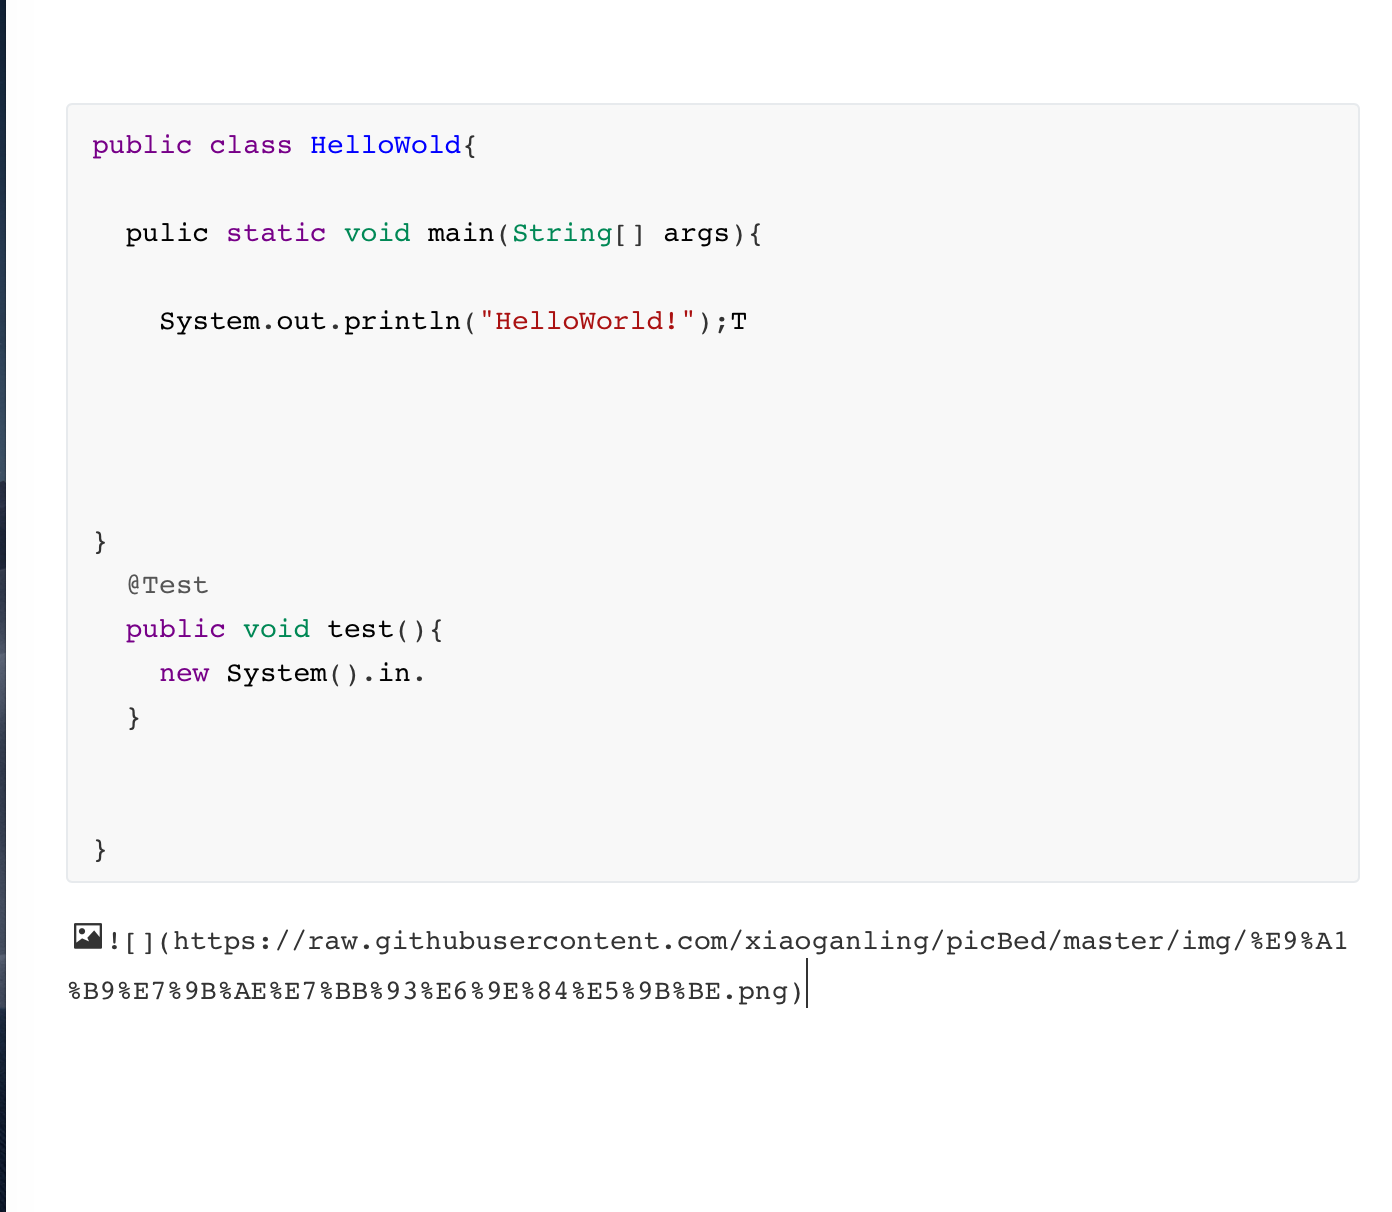 public class HelloWold{
pulic static void main(String[] args){
System.out.println("HelloWorld!");T
}
@Test
public void test(){
new System().in.
}
}
![](https://raw.githubusercontent.com/xiaoganling/picBed/master/img/%E9%A1
%B9%E7%9B%AE%E7%BB%93%E6%9E%84%E5%9B%BE.png)